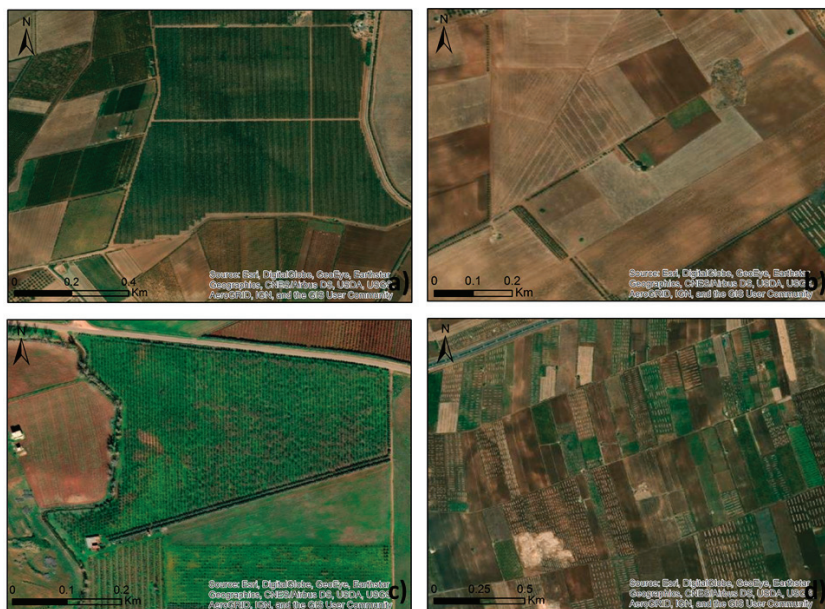 N
Source: Esri, DigitalGlobe, GeoEye, Earthstar
Geographics, CNES/Airbus DS, USDA, USGS,
AeroGRID, IGN, and the GIS User Community
a)
0 0.2 0.4
Km
N
Source: Esri, DigitalGlobe, GeoEye, Earthstar
Geographics, CNES/Airbus DS, USDA, USGS,
AeroGRID, IGN, and the GIS User Community
b)
0 0.1 0.2
Km
N
Source: Esri, DigitalGlobe, GeoEye, Earthstar
Geographics, CNES/Airbus DS, USDA, USGS,
AeroGRID, IGN, and the GIS User Community
c)
0 0.1 0.2
Km
N
Source: Esri, DigitalGlobe, GeoEye, Earthstar
Geographics, CNES/Airbus DS, USDA, USGS,
AeroGRID, IGN, and the GIS User Community
d)
0 0.25 0.5
Km